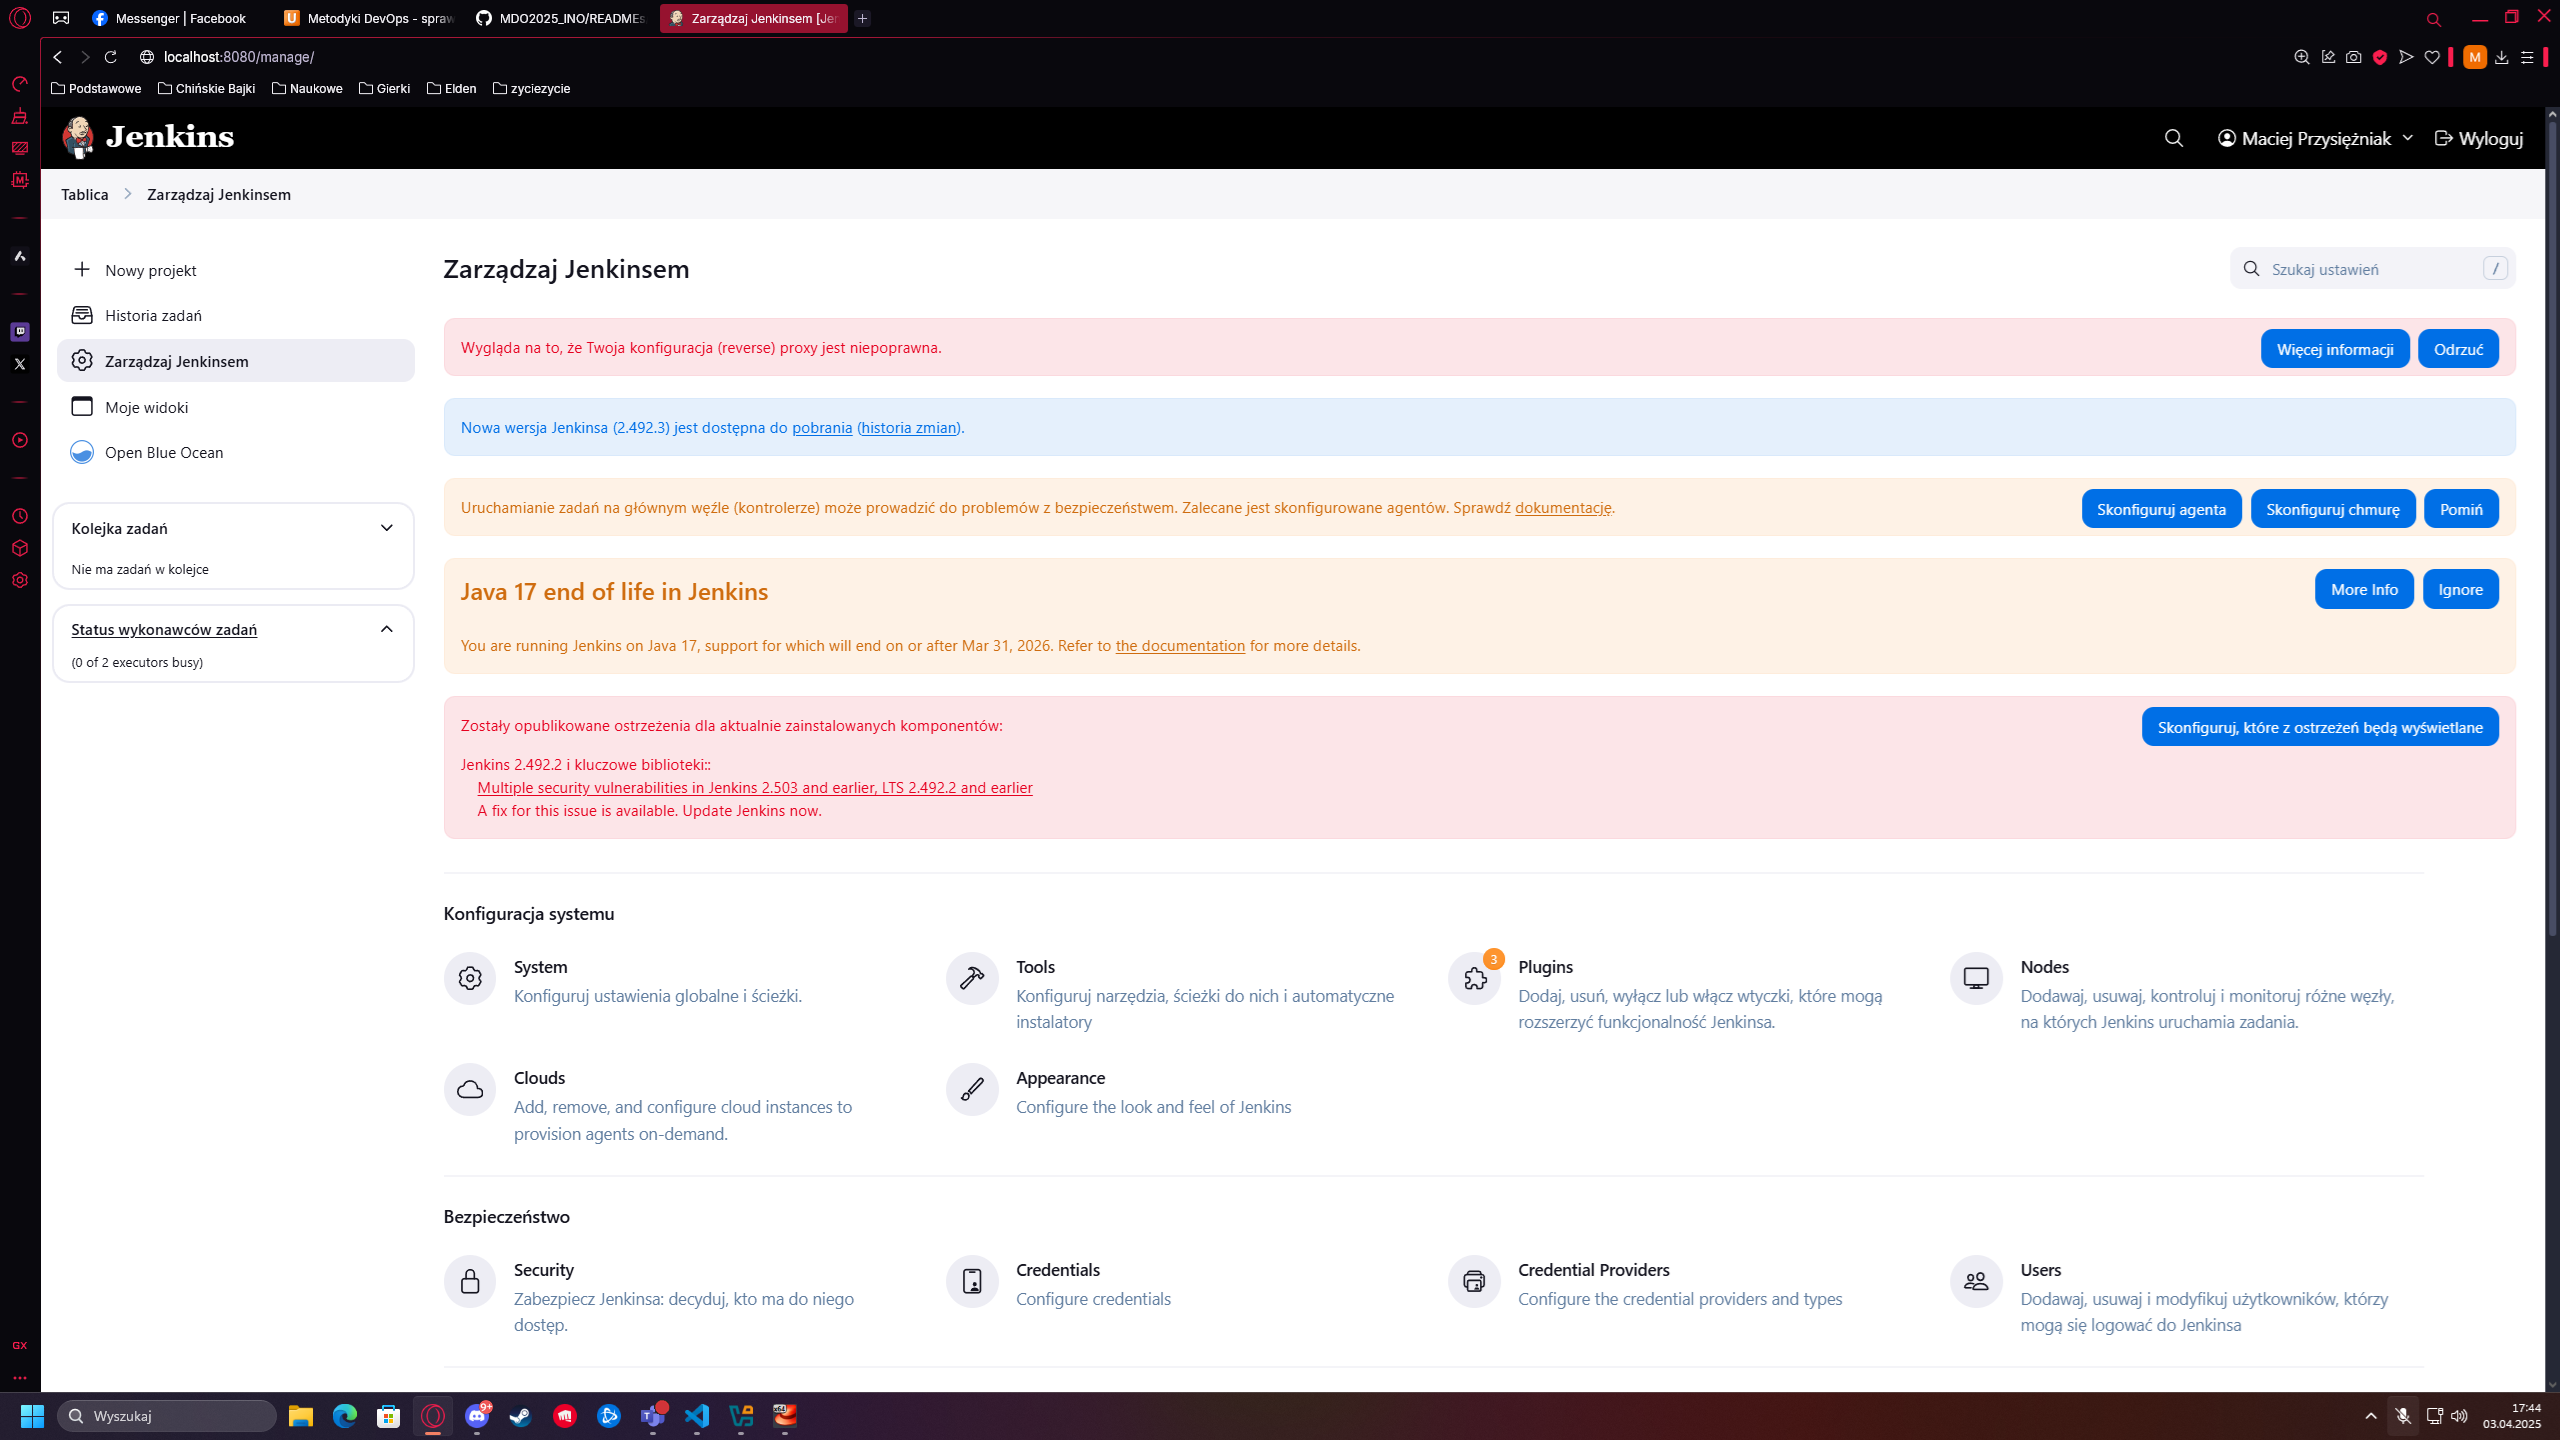 Messenger | Facebook
Metodyki DevOps - spraw
MDO2025_INO/READMEs
Zarządzaj Jenkinsem [Jen
localhost:8080/manage/
M
Podstawowe
Chińskie Bajki
Naukowe
Gierki
Elden
zyciezycie
Jenkins
Maciej Przysiężniak
Wyloguj
Tablica
Zarządzaj Jenkinsem
Nowy projekt
Historia zadań
Zarządzaj Jenkinsem
Moje widoki
Open Blue Ocean
Kolejka zadań
Nie ma zadań w kolejce
Status wykonawców zadań
(0 of 2 executors busy)
Zarządzaj Jenkinsem
Szukaj ustawień
/
Wygląda na to, że Twoja konfiguracja (reverse) proxy jest niepoprawna.
Więcej informacji
Odrzuć
Nowa wersja Jenkinsa (2.492.3) jest dostępna do pobrania (historia zmian).
Uruchamianie zadań na głównym węźle (kontrolerze) może prowadzić do problemów z bezpieczeństwem. Zalecane jest skonfigurowane agentów. Sprawdź dokumentację.
Skonfiguruj agenta
Skonfiguruj chmurę
Pomiń
Java 17 end of life in Jenkins
More Info
Ignore
You are running Jenkins on Java 17, support for which will end on or after Mar 31, 2026. Refer to the documentation for more details.
Zostały opublikowane ostrzeżenia dla aktualnie zainstalowanych komponentów:
Skonfiguruj, które z ostrzeżeń będą wyświetlane
Jenkins 2.492.2 i kluczowe biblioteki::
Multiple security vulnerabilities in Jenkins 2.503 and earlier, LTS 2.492.2 and earlier
A fix for this issue is available. Update Jenkins now.
Konfiguracja systemu
System
Konfiguruj ustawienia globalne i ścieżki.
Tools
Konfiguruj narzędzia, ścieżki do nich i automatyczne
instalatory
3
Plugins
Dodaj, usuń, wyłącz lub włącz wtyczki, które mogą
rozszerzyć funkcjonalność Jenkinsa.
Nodes
Dodawaj, usuwaj, kontroluj i monitoruj różne węzły,
na których Jenkins uruchamia zadania.
Clouds
Add, remove, and configure cloud instances to
provision agents on-demand.
Appearance
Configure the look and feel of Jenkins
Bezpieczeństwo
Security
Zabezpiecz Jenkinsa: decyduj, kto ma do niego
dostęp.
Credentials
Configure credentials
Credential Providers
Configure the credential providers and types
Users
Dodawaj, usuwaj i modyfikuj użytkowników, którzy
mogą się logować do Jenkinsa
GX
Wyszukaj
9+
17:44
03.04.2025